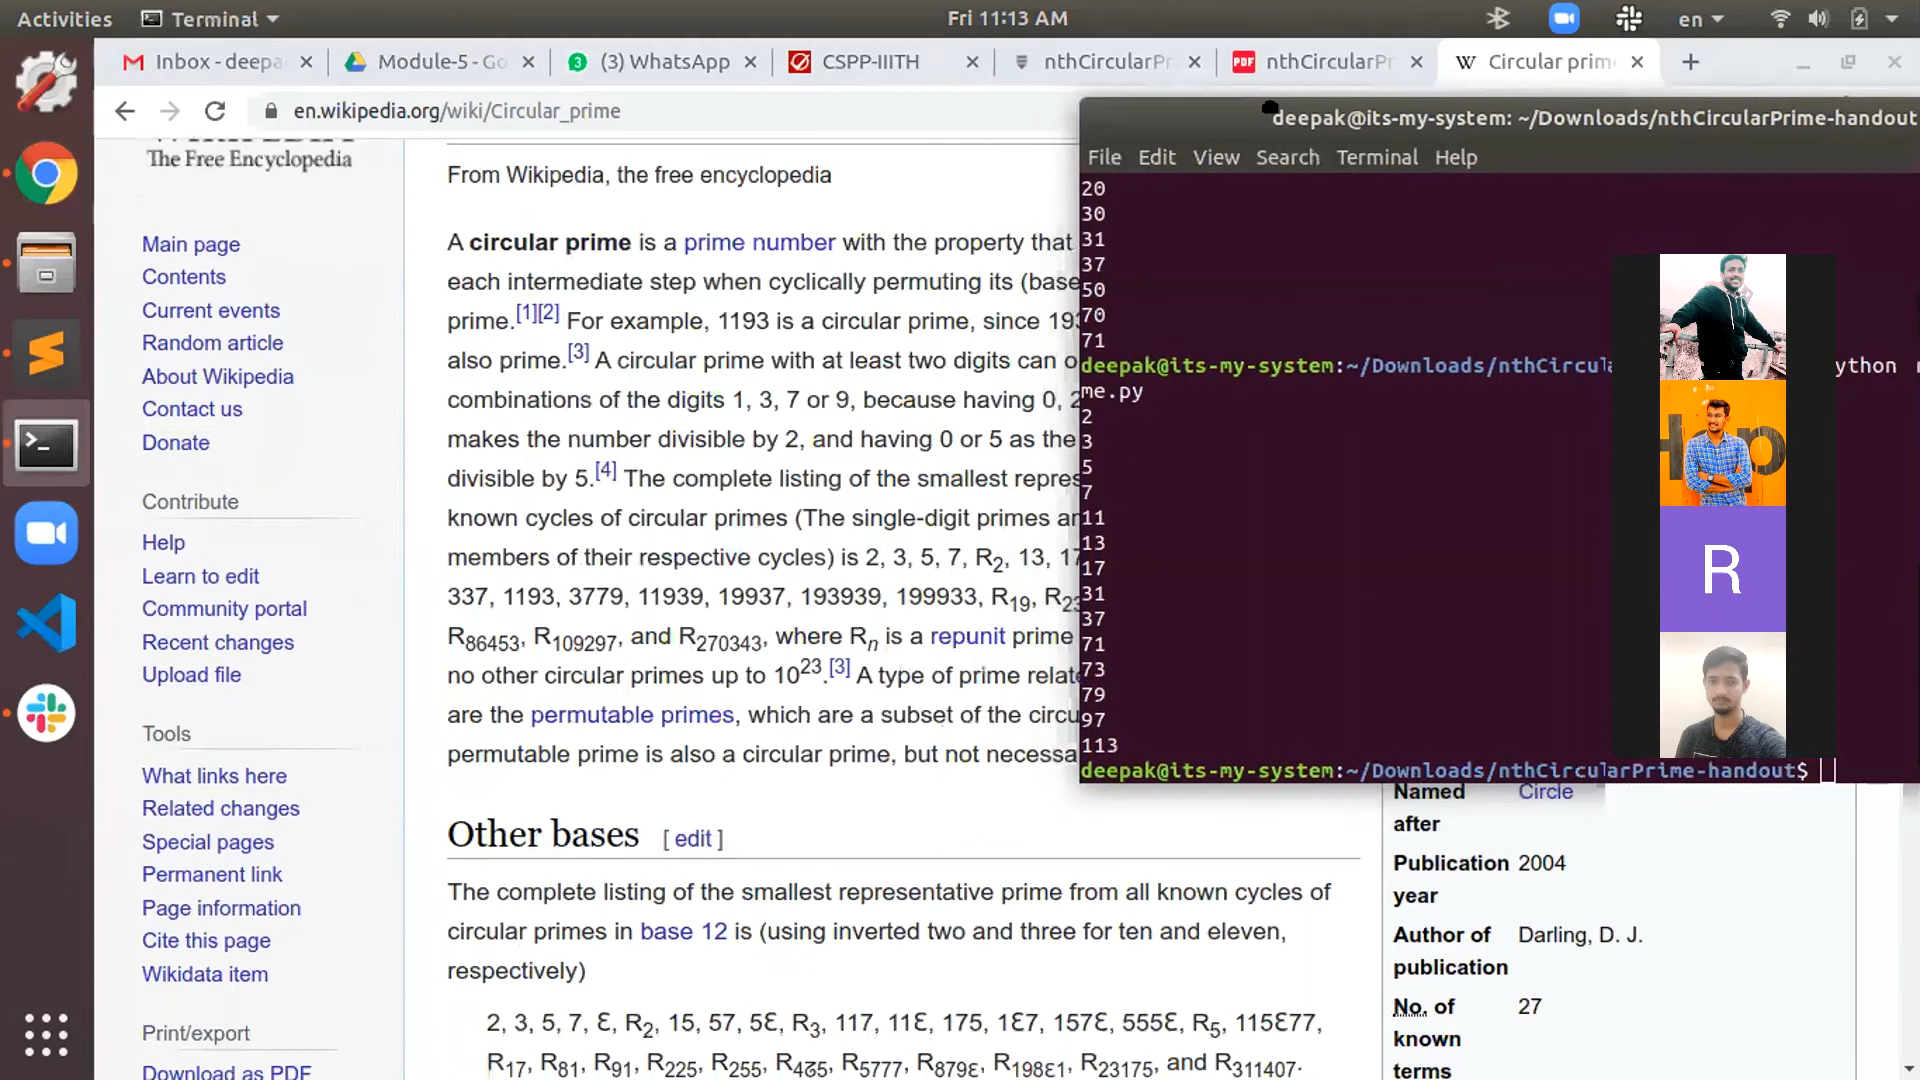 Activities
Terminal
Fri 11:13 AM
en
Inbox - deepa
Module-5 - Go
(3) WhatsApp
CSPP-IIITH
nthCircularPr
nthCircularPr
Circular prim
en.wikipedia.org/wiki/Circular_prime
The Free Encyclopedia
Main page
Contents
Current events
Random article
About Wikipedia
Contact us
Donate
Contribute
Help
Learn to edit
Community portal
Recent changes
Upload file
Tools
What links here
Related changes
Special pages
Permanent link
Page information
Cite this page
Wikidata item
Print/export
Download as PDF
From Wikipedia, the free encyclopedia
A circular prime is a prime number with the property that
each intermediate step when cyclically permuting its (base
prime.[1][2] For example, 1193 is a circular prime, since 193
also prime.[3] A circular prime with at least two digits can o
combinations of the digits 1, 3, 7 or 9, because having 0, 2
makes the number divisible by 2, and having 0 or 5 as the
divisible by 5.[4] The complete listing of the smallest repres
known cycles of circular primes (The single-digit primes an
members of their respective cycles) is 2, 3, 5, 7, R2, 13, 17
337, 1193, 3779, 11939, 19937, 193939, 199933, R19, R23
R86453, R109297, and R270343, where Rn is a repunit prime
no other circular primes up to 10²³.[3] A type of prime relate
are the permutable primes, which are a subset of the circu
permutable prime is also a circular prime, but not necessa
Other bases [ edit ]
The complete listing of the smallest representative prime from all known cycles of
circular primes in base 12 is (using inverted two and three for ten and eleven,
respectively)
2, 3, 5, 7, Ɛ, R2, 15, 57, 5Ɛ, R3, 117, 11Ɛ, 175, 1Ɛ7, 157Ɛ, 555Ɛ, R5, 115Ɛ77,
R17, R81, R91, R225, R255, R4ᘔ5, R5777, R879Ɛ, R198Ɛ1, R23175, and R311407.
deepak@its-my-system: ~/Downloads/nthCircularPrime-handout
File Edit View Search Terminal Help
20
30
31
37
50
70
71
deepak@its-my-system:~/Downloads/nthCircul ython
me.py
2
3
5
7
11
13
17
31
37
71
73
79
97
113
deepak@its-my-system:~/Downloads/nthCircularPrime-handout$
R
Named after Circle
Publication year 2004
Author of publication Darling, D. J.
No. of known terms 27